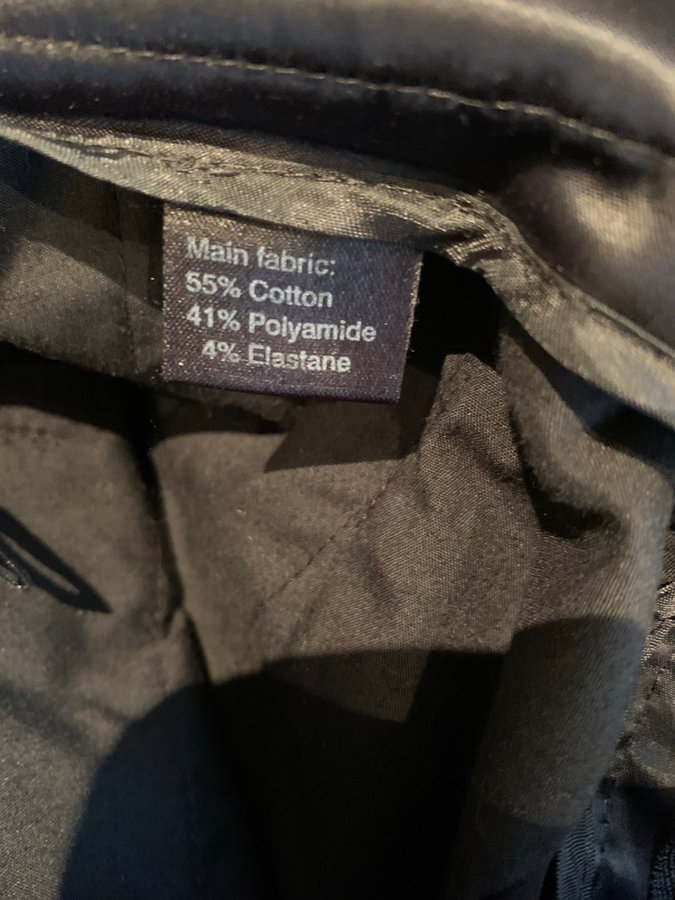 Main fabric:
55% Cotton
41% Polyamide
4% Elastane